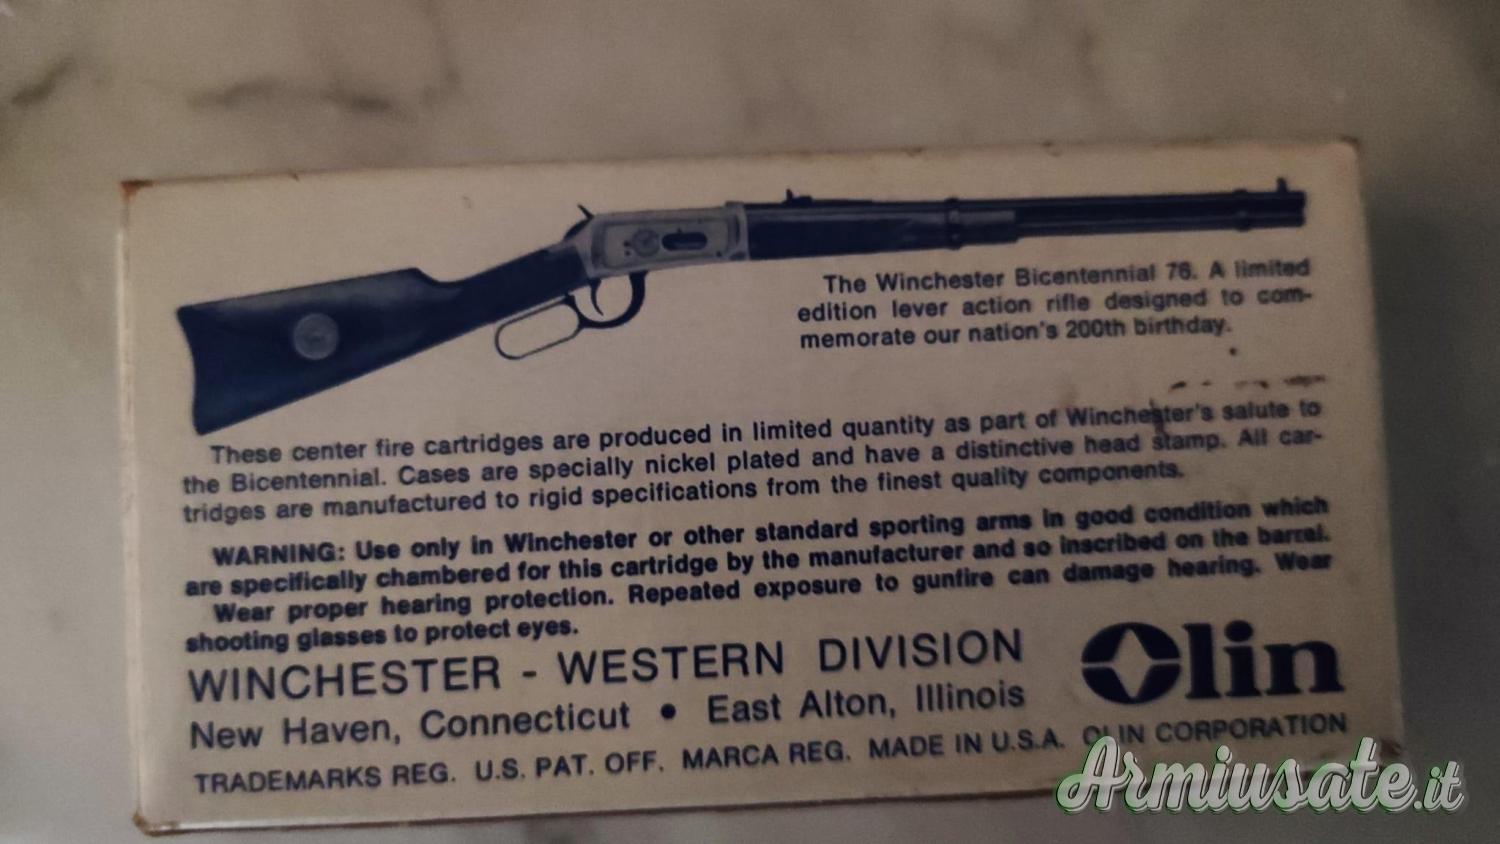 The Winchester Bicentennial 76. A limited
edition lever action rifle designed to com-
memorate our nation's 200th birthday.
These center fire cartridges are produced in limited quantity as part of Winchester's salute to
the Bicentennial. Cases are specially nickel plated and have a distinctive head stamp. All car-
tridges are manufactured to rigid specifications from the finest quality components.
WARNING: Use only in Winchester or other standard sporting arms in good condition which
are specifically chambered for this cartridge by the manufacturer and so inscribed on the barrel.
Wear proper hearing protection. Repeated exposure to gunfire can damage hearing. Wear
shooting glasses to protect eyes.
WINCHESTER - WESTERN DIVISION
New Haven, Connecticut • East Alton, Illinois
Olin
TRADEMARKS REG. U.S. PAT. OFF. MARCA REG. MADE IN U.S.A. OLIN CORPORATION
Armiusate.it